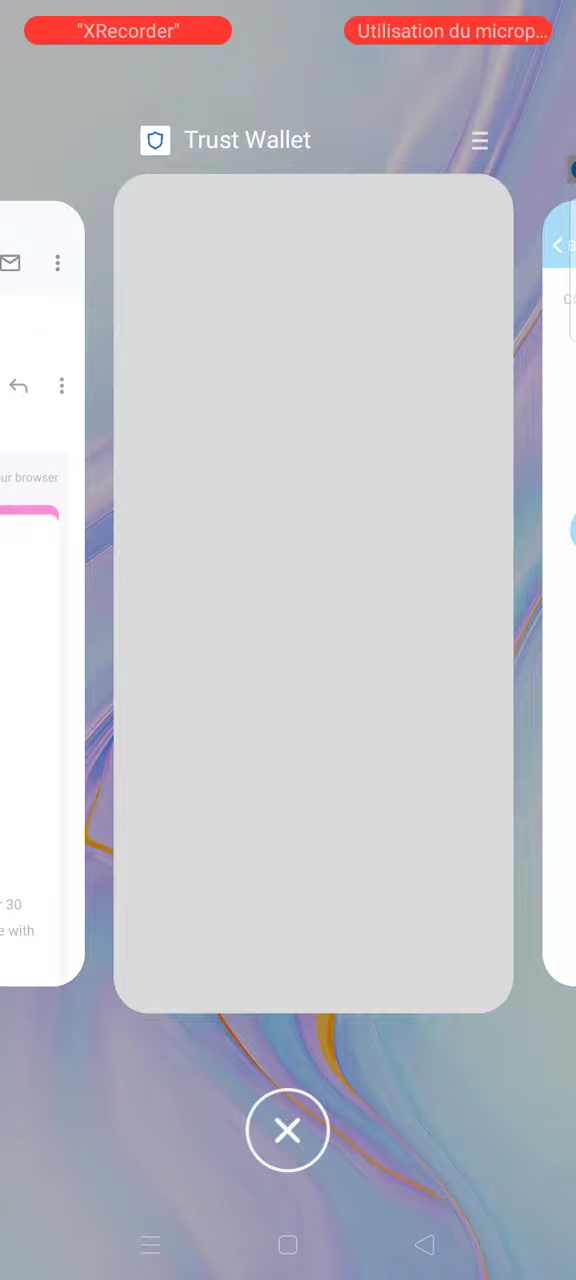 "XRecorder"
Utilisation du microp...
Trust Wallet
ur browser
30
e with